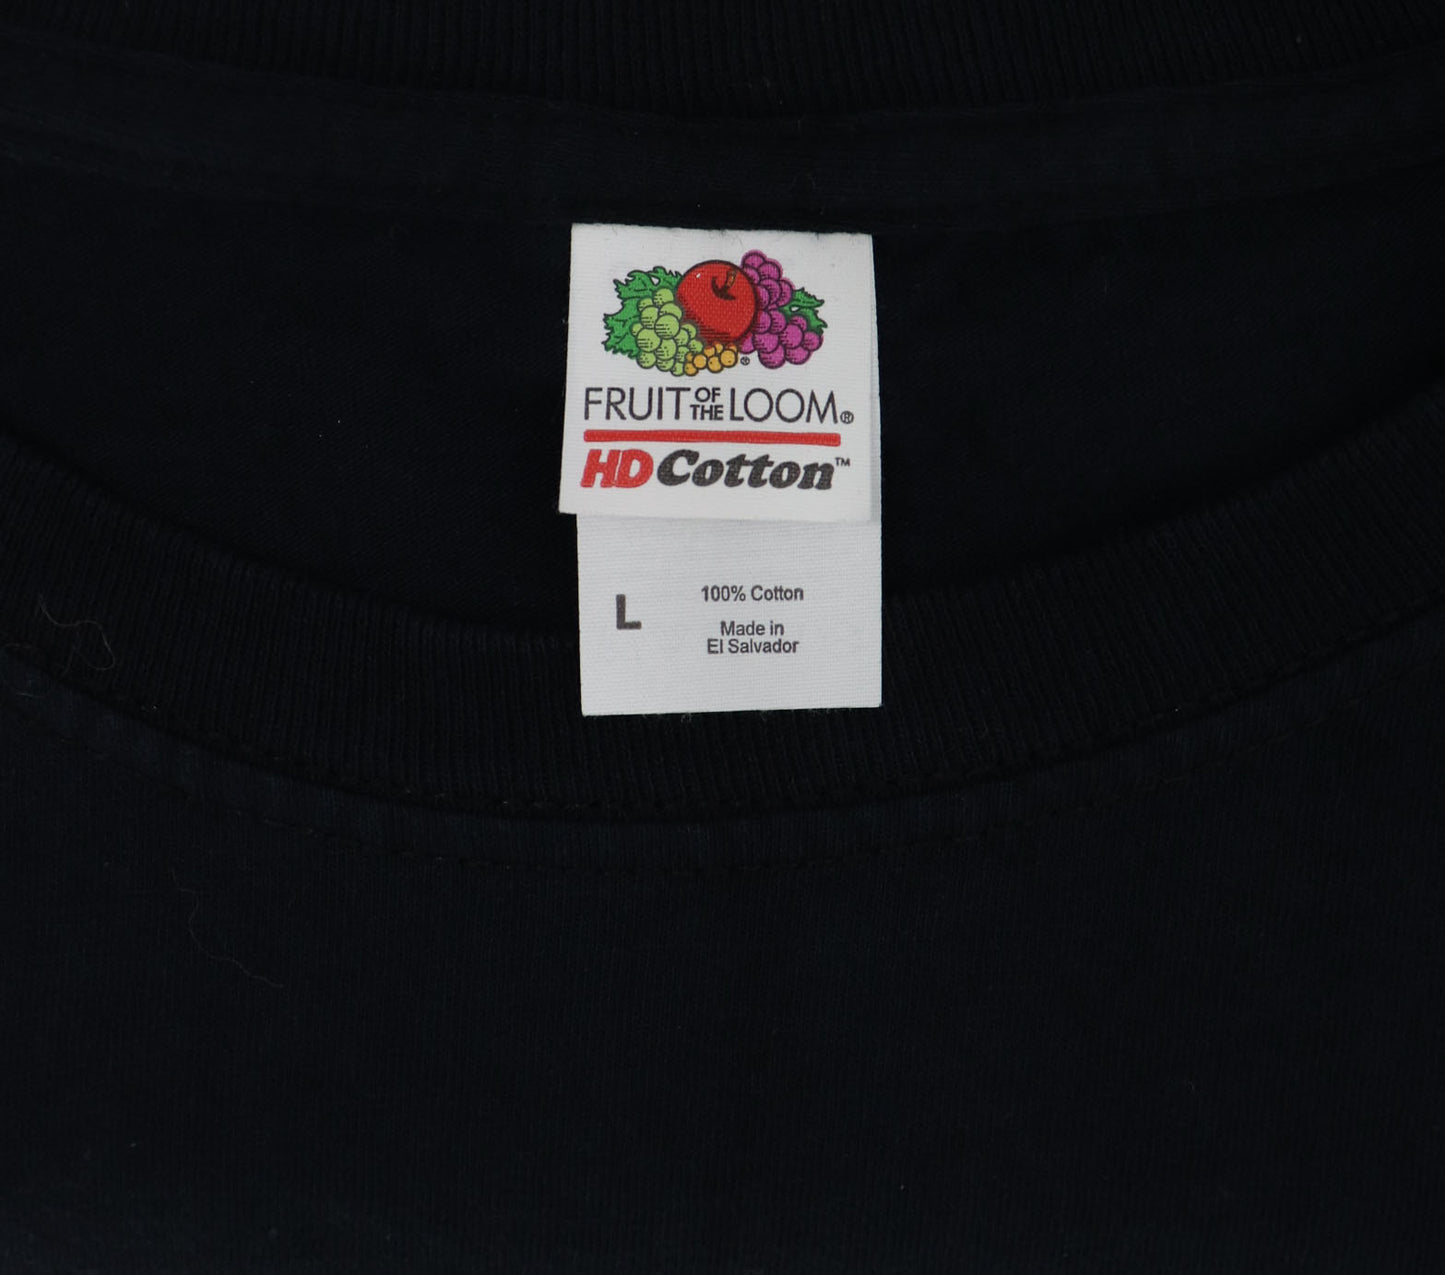 ®
FRUIT OF THE LOOM®
HD Cotton™
L
100% Cotton
Made in
El Salvador